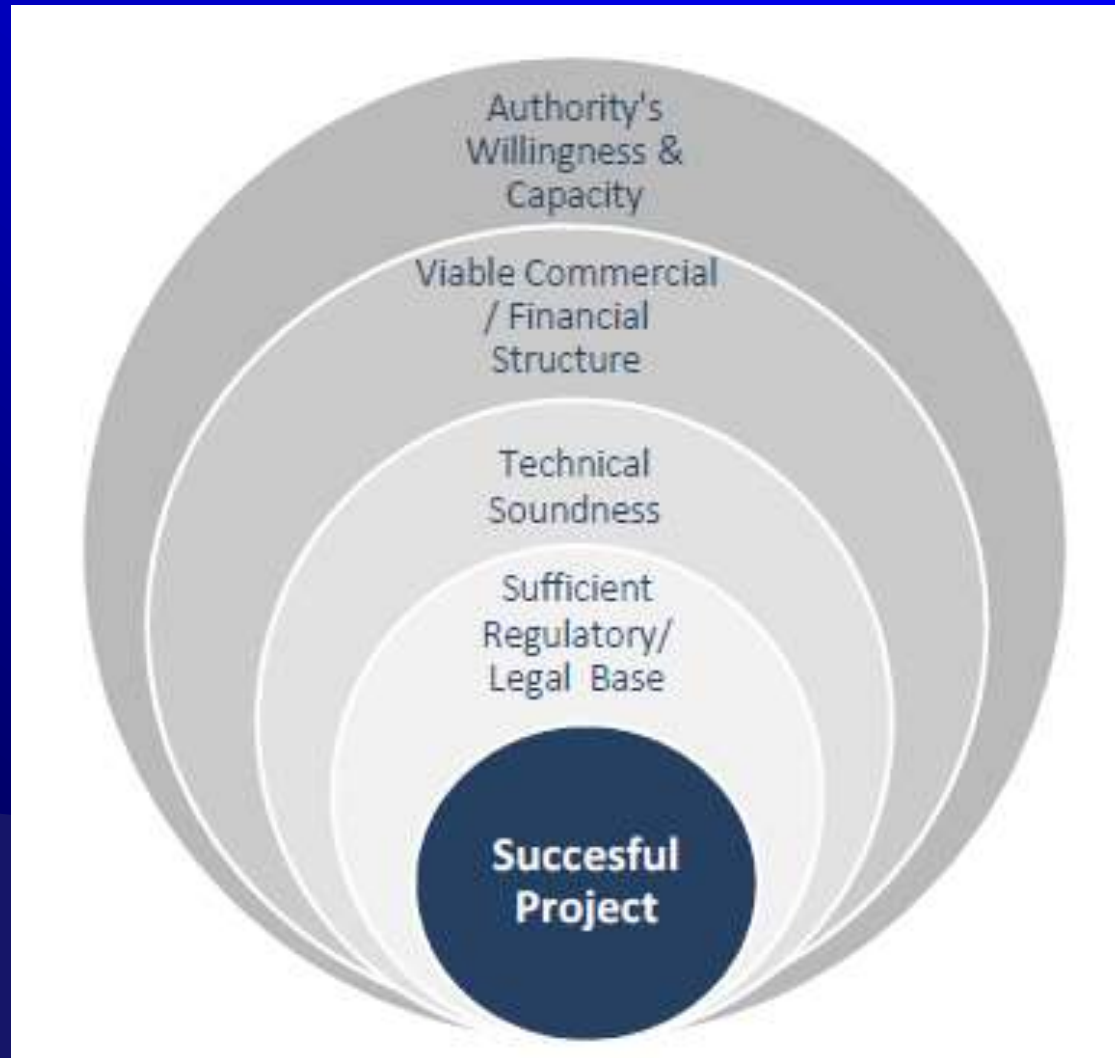 Authority's
Willingness &
Capacity
Viable Commercial
/ Financial
Structure
Technical
Soundness
Sufficient
Regulatory/
Legal Base
Succesful
Project